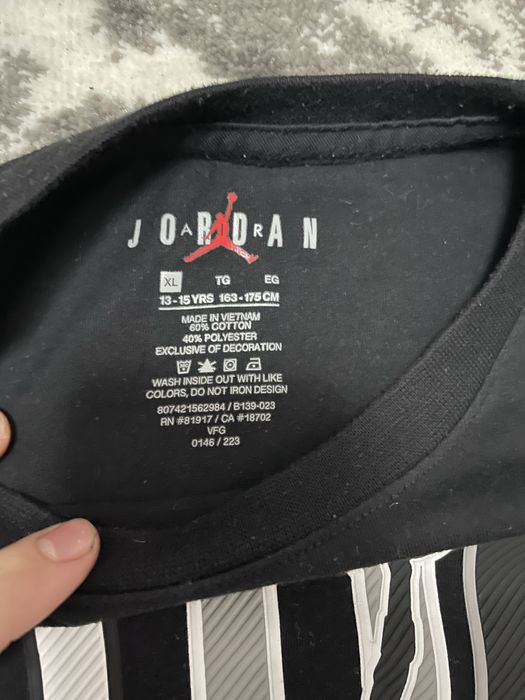 JORDAN
AIR
XL TG EG
13-15 YRS 163-175 CM
MADE IN VIETNAM
60% COTTON
40% POLYESTER
EXCLUSIVE OF DECORATION
WASH INSIDE OUT WITH LIKE
COLORS, DO NOT IRON DESIGN
807421562984 / B139-023
RN #81917 / CA #18702
VFG
0146 / 223